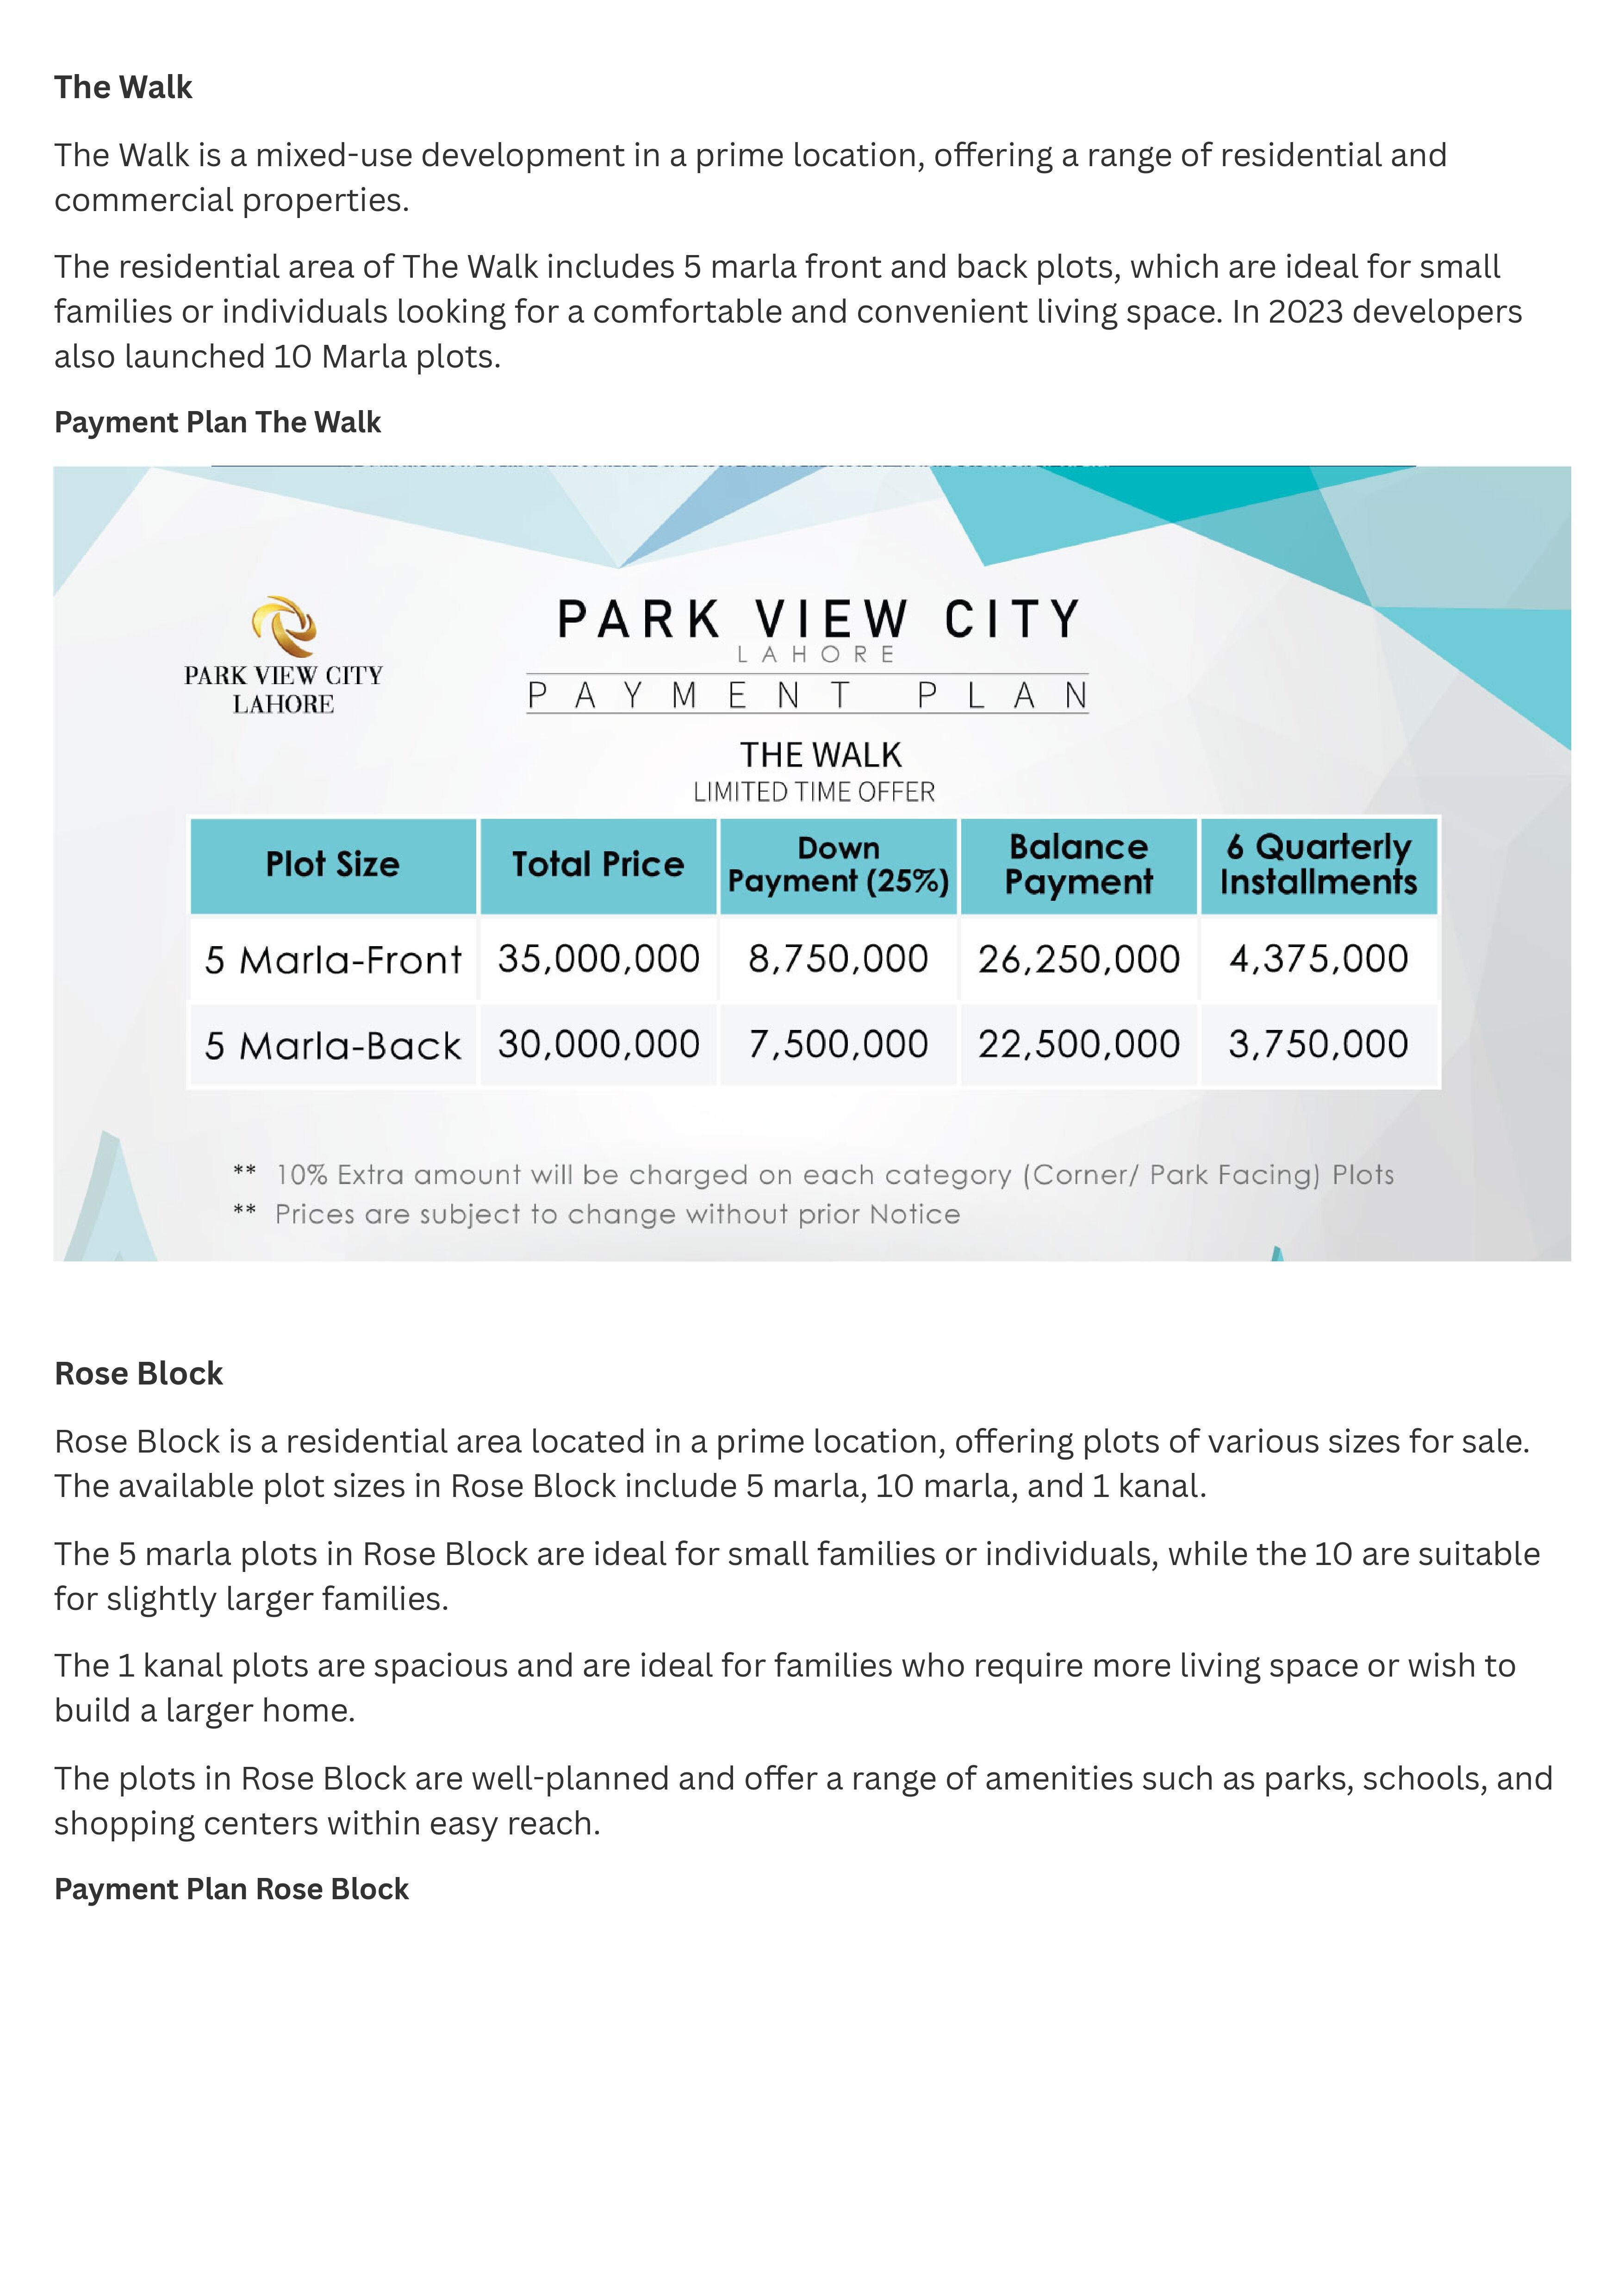 The Walk
The Walk is a mixed-use development in a prime location, offering a range of residential and
commercial properties.
The residential area of The Walk includes 5 marla front and back plots, which are ideal for small
families or individuals looking for a comfortable and convenient living space. In 2023 developers
also launched 10 Marla plots.
Payment Plan The Walk
PARK VIEW CITY
LAHORE
PARK VIEW CITY
LAHORE
PAYMENT PLAN
THE WALK
LIMITED TIME OFFER
Plot Size Total Price Down Payment (25%) Balance Payment 6 Quarterly Installments
5 Marla-Front 35,000,000 8,750,000 26,250,000 4,375,000
5 Marla-Back 30,000,000 7,500,000 22,500,000 3,750,000
** 10% Extra amount will be charged on each category (Corner/ Park Facing) Plots
** Prices are subject to change without prior Notice
Rose Block
Rose Block is a residential area located in a prime location, offering plots of various sizes for sale.
The available plot sizes in Rose Block include 5 marla, 10 marla, and 1 kanal.
The 5 marla plots in Rose Block are ideal for small families or individuals, while the 10 are suitable
for slightly larger families.
The 1 kanal plots are spacious and are ideal for families who require more living space or wish to
build a larger home.
The plots in Rose Block are well-planned and offer a range of amenities such as parks, schools, and
shopping centers within easy reach.
Payment Plan Rose Block